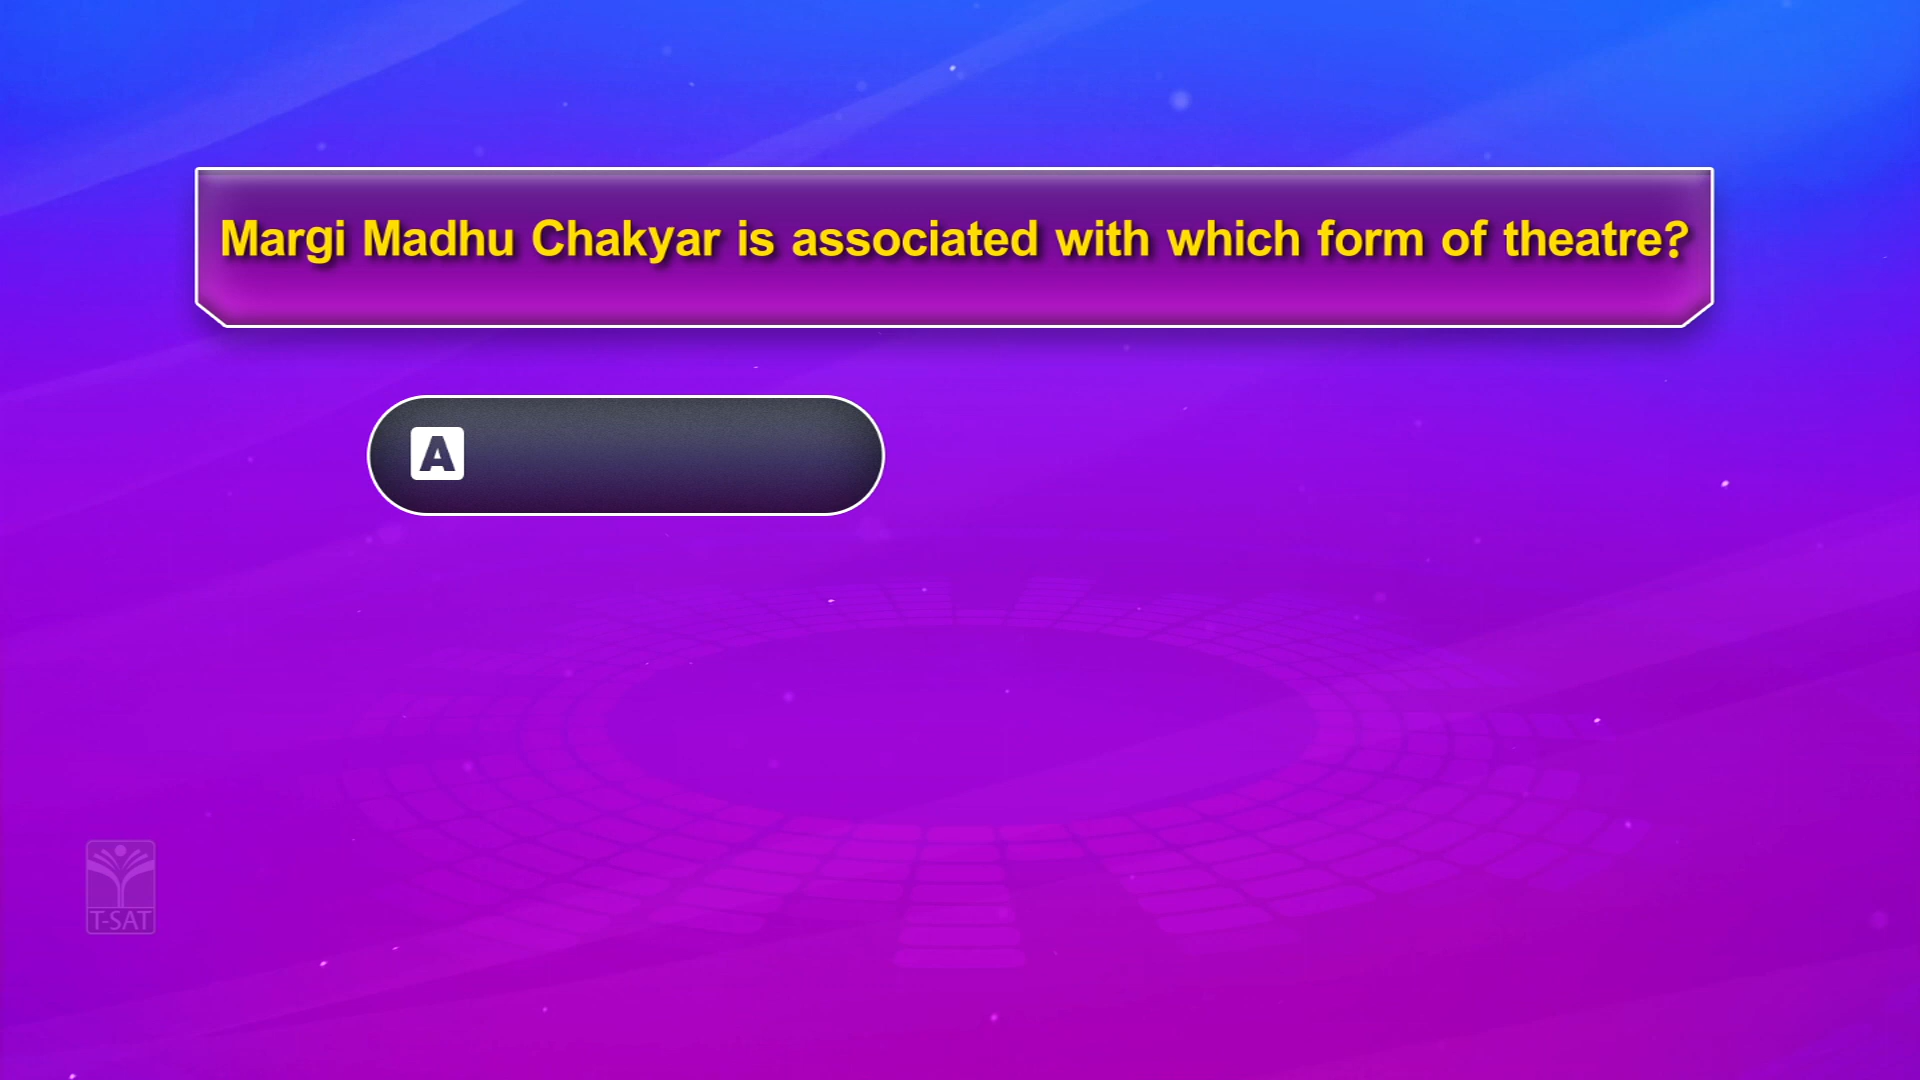 Margi Madhu Chakyar is associated with which form of theatre?
A
T-SAT